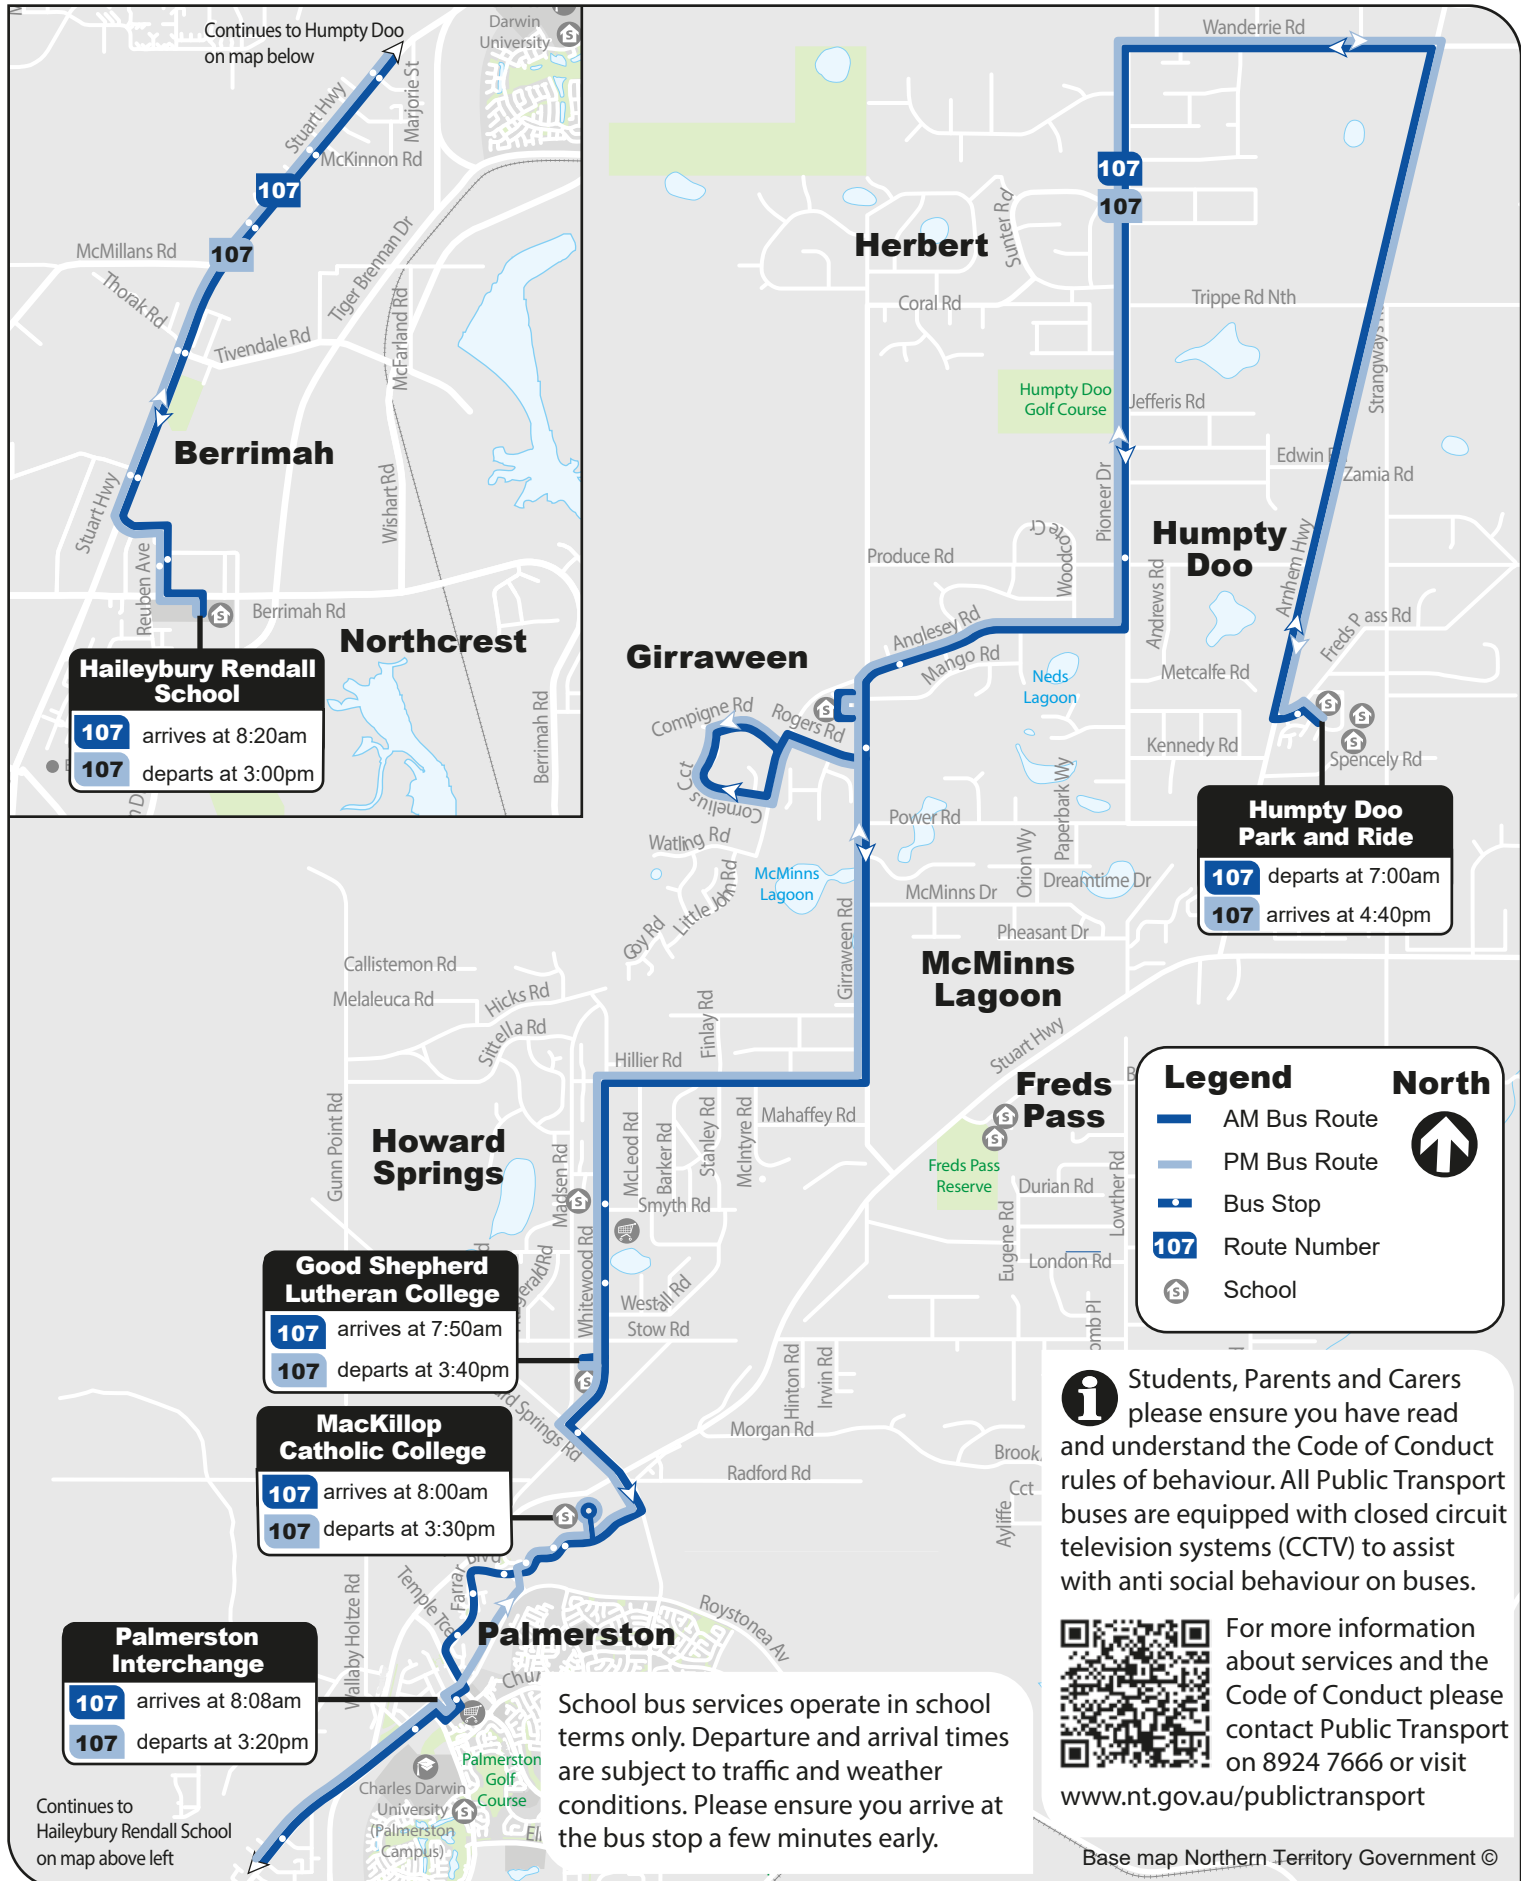 Continues to Humpty Doo
on map below
Darwin
University
Stuart Hwy
Marjorie St
McKinnon Rd
107
107
McMillans Rd
Thorak Rd
Tivendale Rd
Tiger Brennan Dr
McFarland Rd
Berrimah
Stuart Hwy
Wishart Rd
Reuben Ave
Berrimah Rd
Northcrest
Berrimah Rd
Haileybury Rendall
School
107 arrives at 8:20am
107 departs at 3:00pm
Wanderrie Rd
107
107
Herbert
Sunter Rd
Coral Rd
Trippe Rd Nth
Strangways
Humpty Doo
Golf Course
Jefferis Rd
Edwin
Zamia Rd
Pioneer Dr
Humpty
Doo
Produce Rd
Woodcote Cr
Andrews Rd
Arnhem Hwy
Freds Pass Rd
Anglesey Rd
Mango Rd
Metcalfe Rd
Girraween
Neds
Lagoon
Compigne Rd
Rogers Rd
Kennedy Rd
Spencely Rd
Cornelius Cct
Power Rd
Paperbark Wy
Orion Wy
Watling Rd
Little John Rd
Goy Rd
McMinns
Lagoon
McMinns Dr
Dreamtime Dr
Pheasant Dr
Humpty Doo
Park and Ride
107 departs at 7:00am
107 arrives at 4:40pm
Girraween Rd
McMinns
Lagoon
Callistemon Rd
Melaleuca Rd
Hicks Rd
Sittella Rd
Finlay Rd
Hillier Rd
Stuart Hwy
Freds
Pass
Gunn Point Rd
Howard
Springs
Madsen Rd
McLeod Rd
Barker Rd
Stanley Rd
McIntyre Rd
Mahaffey Rd
Smyth Rd
Freds Pass
Reserve
Durian Rd
Lowther Rd
Eugene Rd
London Rd
Whitewood Rd
Westall Rd
Stow Rd
Legend
North
AM Bus Route
PM Bus Route
Bus Stop
107 Route Number
School
Good Shepherd
Lutheran College
107 arrives at 7:50am
107 departs at 3:40pm
Springs Rd
Hinton Rd
Irwin Rd
Morgan Rd
Radford Rd
Ayliffe
Cct
MacKillop
Catholic College
107 arrives at 8:00am
107 departs at 3:30pm
Farrar Blvd
Temple Tce
Wallaby Holtze Rd
Palmerston
Roystonea Av
Palmerston
Interchange
107 arrives at 8:08am
107 departs at 3:20pm
Charles Darwin
University
(Palmerston
Campus)
Palmerston
Golf
Course
Continues to
Haileybury Rendall School
on map above left
School bus services operate in school
terms only. Departure and arrival times
are subject to traffic and weather
conditions. Please ensure you arrive at
the bus stop a few minutes early.
Students, Parents and Carers
please ensure you have read
and understand the Code of Conduct
rules of behaviour. All Public Transport
buses are equipped with closed circuit
television systems (CCTV) to assist
with anti social behaviour on buses.
For more information
about services and the
Code of Conduct please
contact Public Transport
on 8924 7666 or visit
www.nt.gov.au/publictransport
Base map Northern Territory Government ©